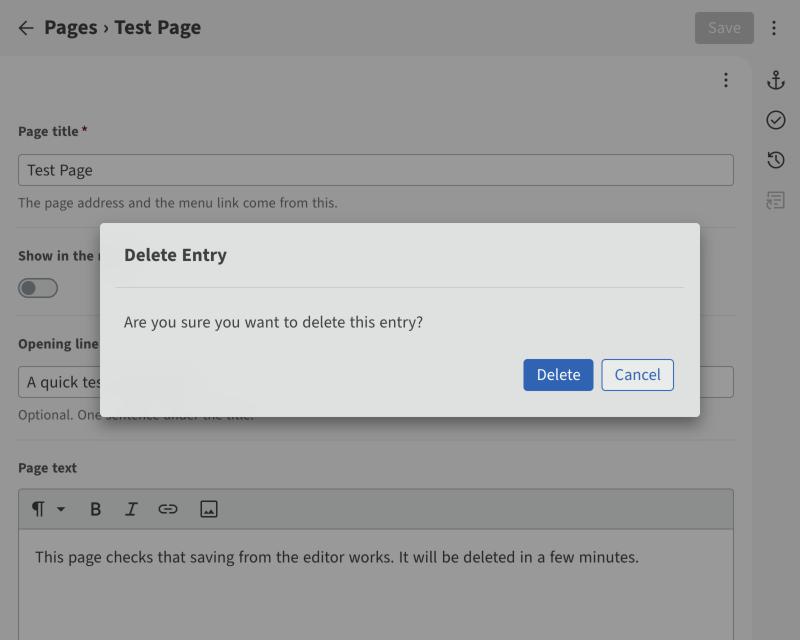 Pages › Test Page
Save
Page title *
Test Page
The page address and the menu link come from this.
Show in the
Delete Entry
Are you sure you want to delete this entry?
Delete
Cancel
Opening line
A quick
Optional. One sentence under the title.
Page text
B I
This page checks that saving from the editor works. It will be deleted in a few minutes.